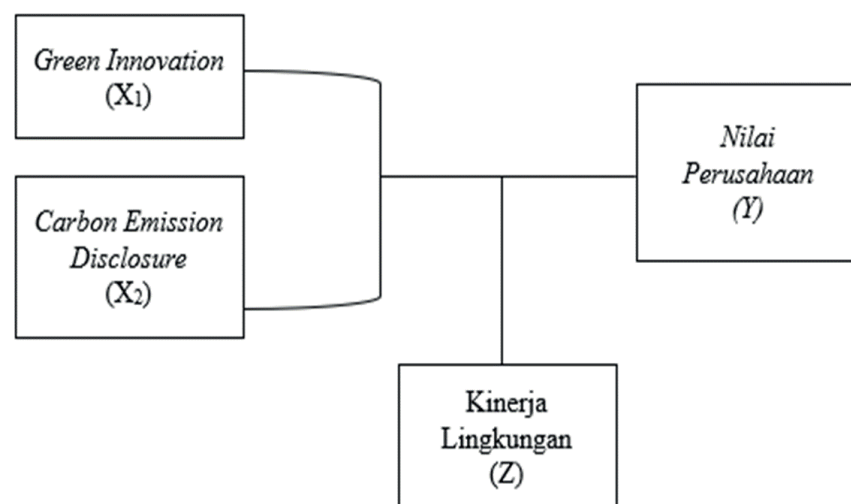 Green Innovation
(X₁)
Carbon Emission
Disclosure
(X₂)
Nilai
Perusahaan
(Y)
Kinerja
Lingkungan
(Z)